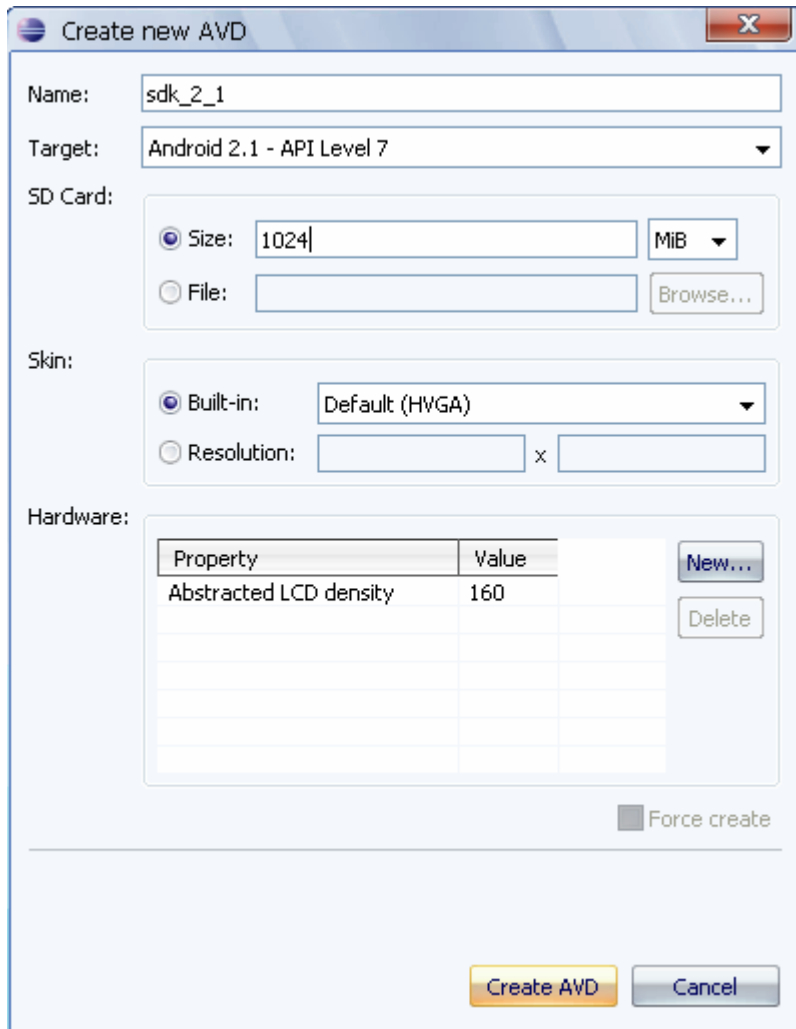 Create new AVD
Name: sdk_2_1
Target: Android 2.1 - API Level 7
SD Card:
Size: 1024 MiB
File: Browse...
Skin:
Built-in: Default (HVGA)
Resolution: x
Hardware:
Property Value New...
Abstracted LCD density 160
Delete
Force create
Create AVD Cancel